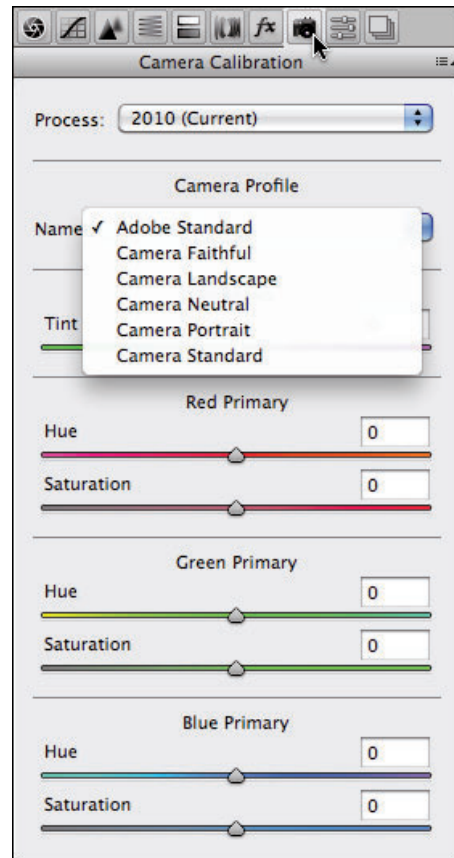 fx
Camera Calibration
Process: 2010 (Current)
Camera Profile
Name ✓ Adobe Standard
Camera Faithful
Camera Landscape
Camera Neutral
Camera Portrait
Camera Standard
Tint
Red Primary
Hue 0
Saturation 0
Green Primary
Hue 0
Saturation 0
Blue Primary
Hue 0
Saturation 0